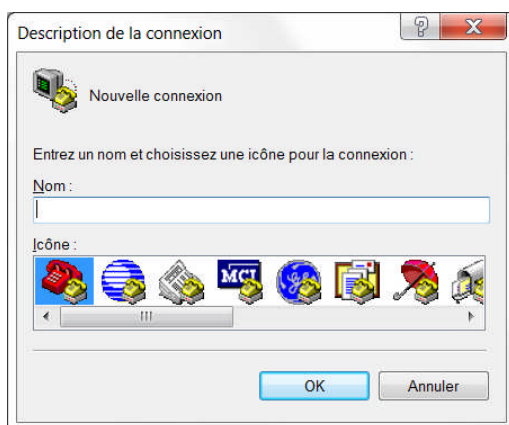 Description de la connexion
Nouvelle connexion
Entrez un nom et choisissez une icône pour la connexion :
Nom :
Icône :
MCI
OK
Annuler